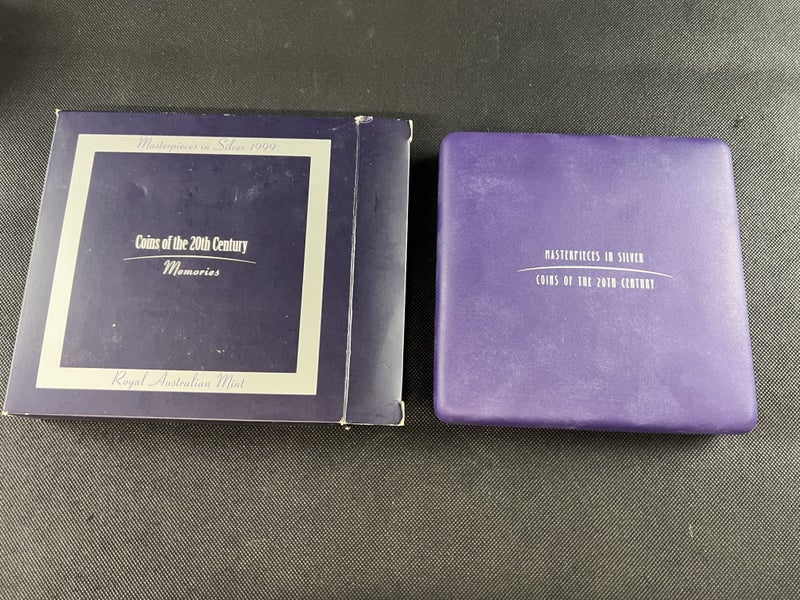 Masterpieces in Silver 1999
Coins of the 20th Century
Memories
Royal Australian Mint
MASTERPIECES IN SILVER
COINS OF THE 20TH CENTURY